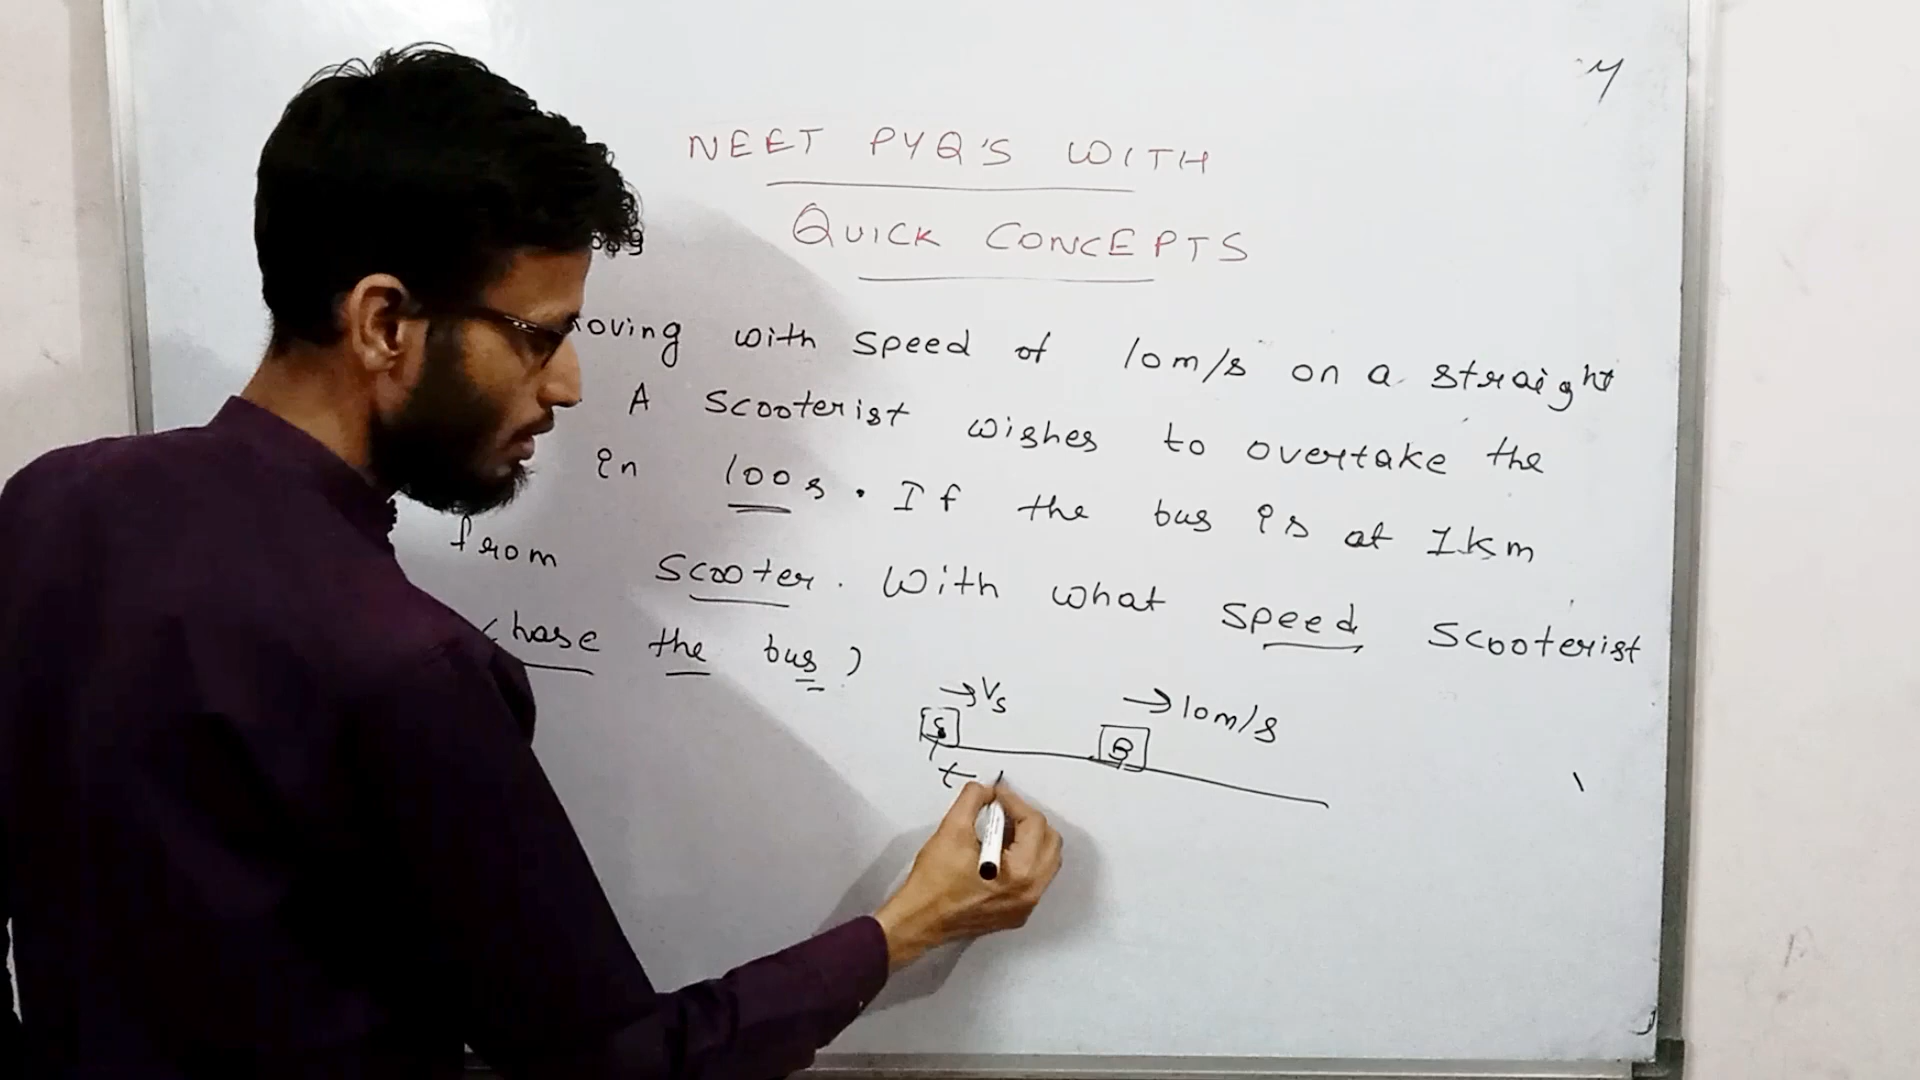 NEET PYQ'S WITH
QUICK CONCEPTS
moving with speed of 10m/s on a straight
A scooterist wishes to overtake the
in 100s. If the bus is at 1km
from scooter. With what speed scooterist
chase the bus?
→Vs
→10m/s
S
B